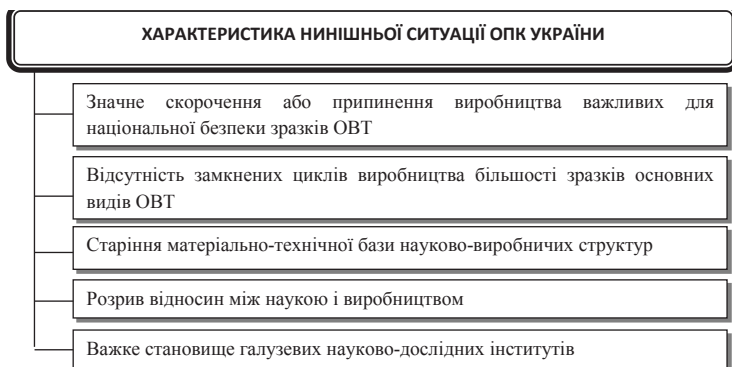 ХАРАКТЕРИСТИКА НИНІШНЬОЇ СИТУАЦІЇ ОПК УКРАЇНИ
Значне скорочення або припинення виробництва важливих для
національної безпеки зразків ОВТ
Відсутність замкнених циклів виробництва більшості зразків основних
видів ОВТ
Старіння матеріально-технічної бази науково-виробничих структур
Розрив відносин між наукою і виробництвом
Важке становище галузевих науково-дослідних інститутів